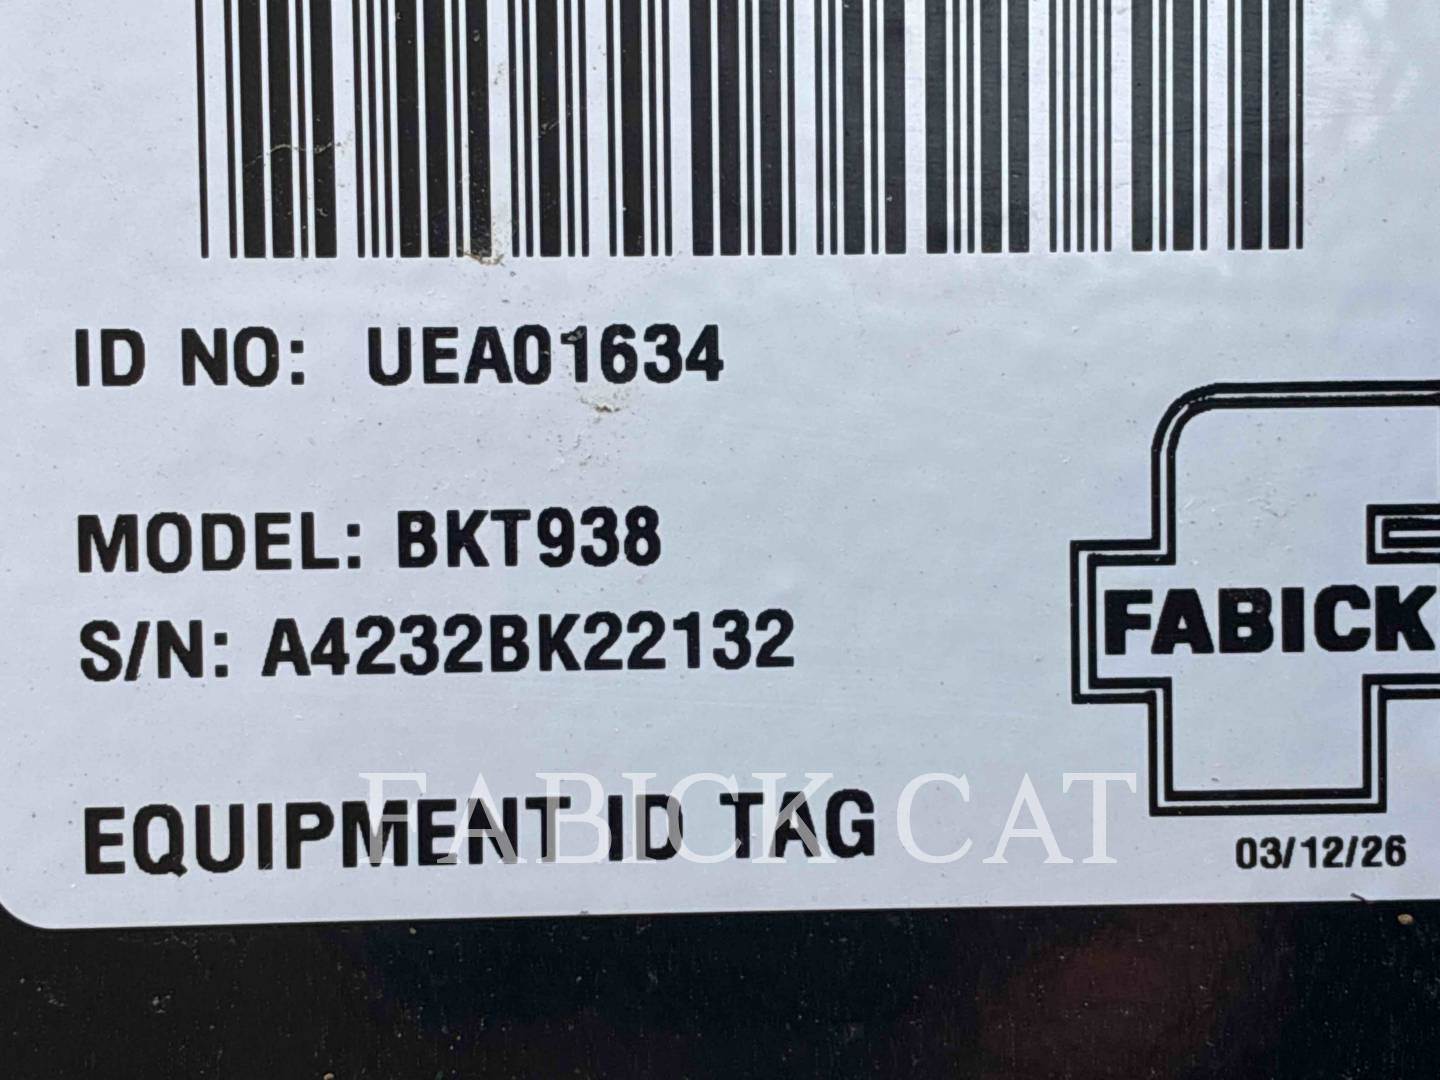 ID NO: UEA01634
MODEL: BKT938
S/N: A4232BK22132
FABICK
FABICK CAT
EQUIPMENT ID TAG
03/12/26